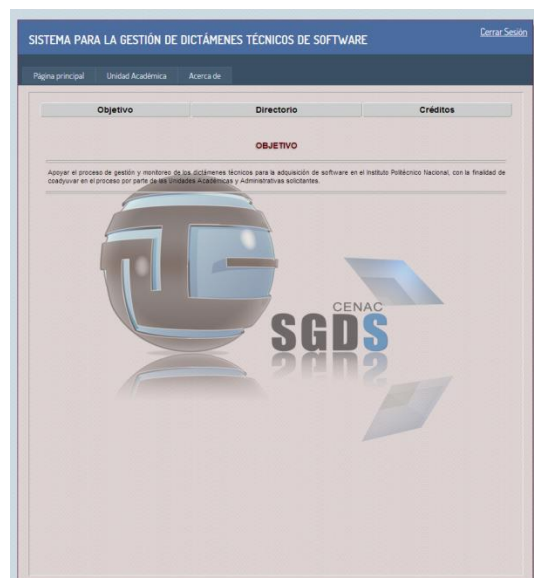 SISTEMA PARA LA GESTIÓN DE DICTÁMENES TÉCNICOS DE SOFTWARE
Cerrar Sesión
Página principal Unidad Académica Acerca de
Objetivo Directorio Créditos
OBJETIVO
Apoyar el proceso de gestión y monitoreo de los dictámenes técnicos para la adquisición de software en el Instituto Politécnico Nacional, con la finalidad de
coadyuvar en el proceso por parte de las Unidades Académicas y Administrativas solicitantes.
CENAC
SGDS